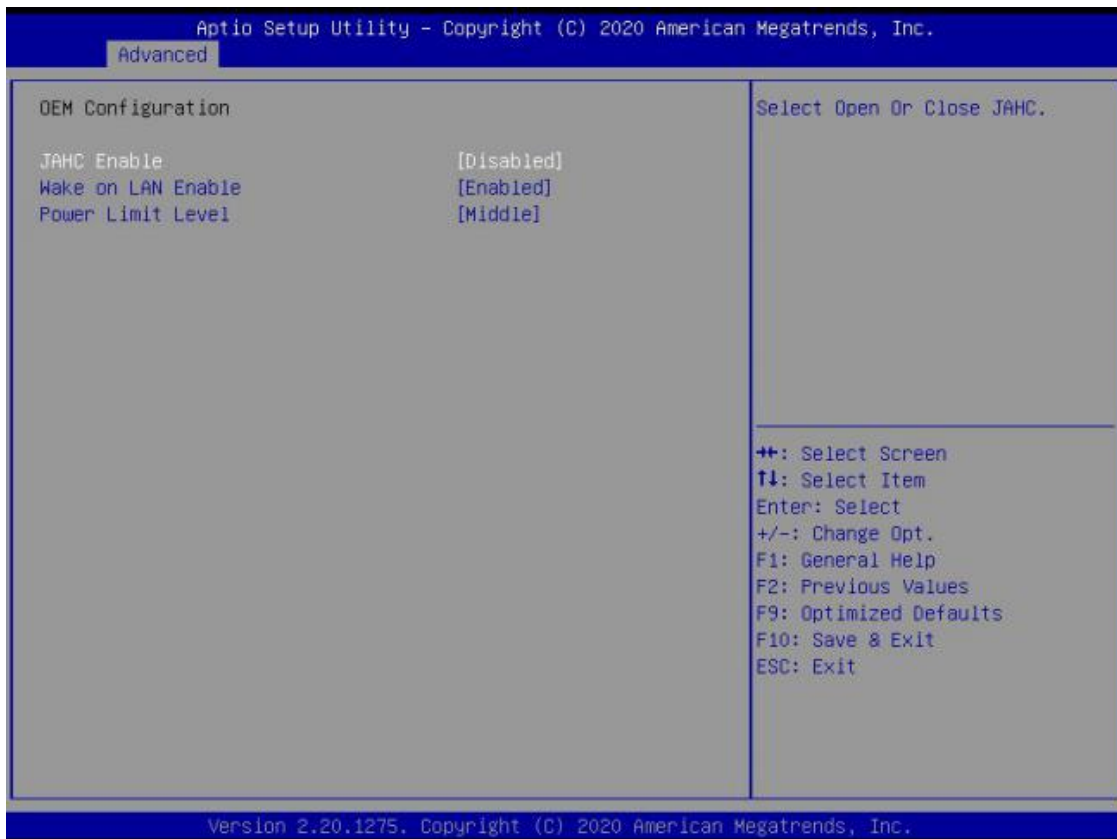 Aptio Setup Utility – Copyright (C) 2020 American Megatrends, Inc.
Advanced
OEM Configuration
JAHC Enable [Disabled]
Wake on LAN Enable [Enabled]
Power Limit Level [Middle]
Select Open Or Close JAHC.
→←: Select Screen
↑↓: Select Item
Enter: Select
+/-: Change Opt.
F1: General Help
F2: Previous Values
F9: Optimized Defaults
F10: Save & Exit
ESC: Exit
Version 2.20.1275. Copyright (C) 2020 American Megatrends, Inc.